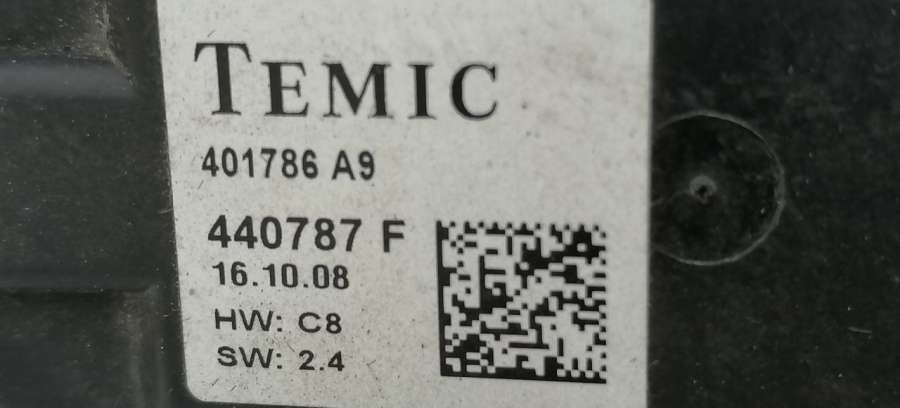 TEMIC
401786 A9
440787 F
16.10.08
HW: C8
SW: 2.4